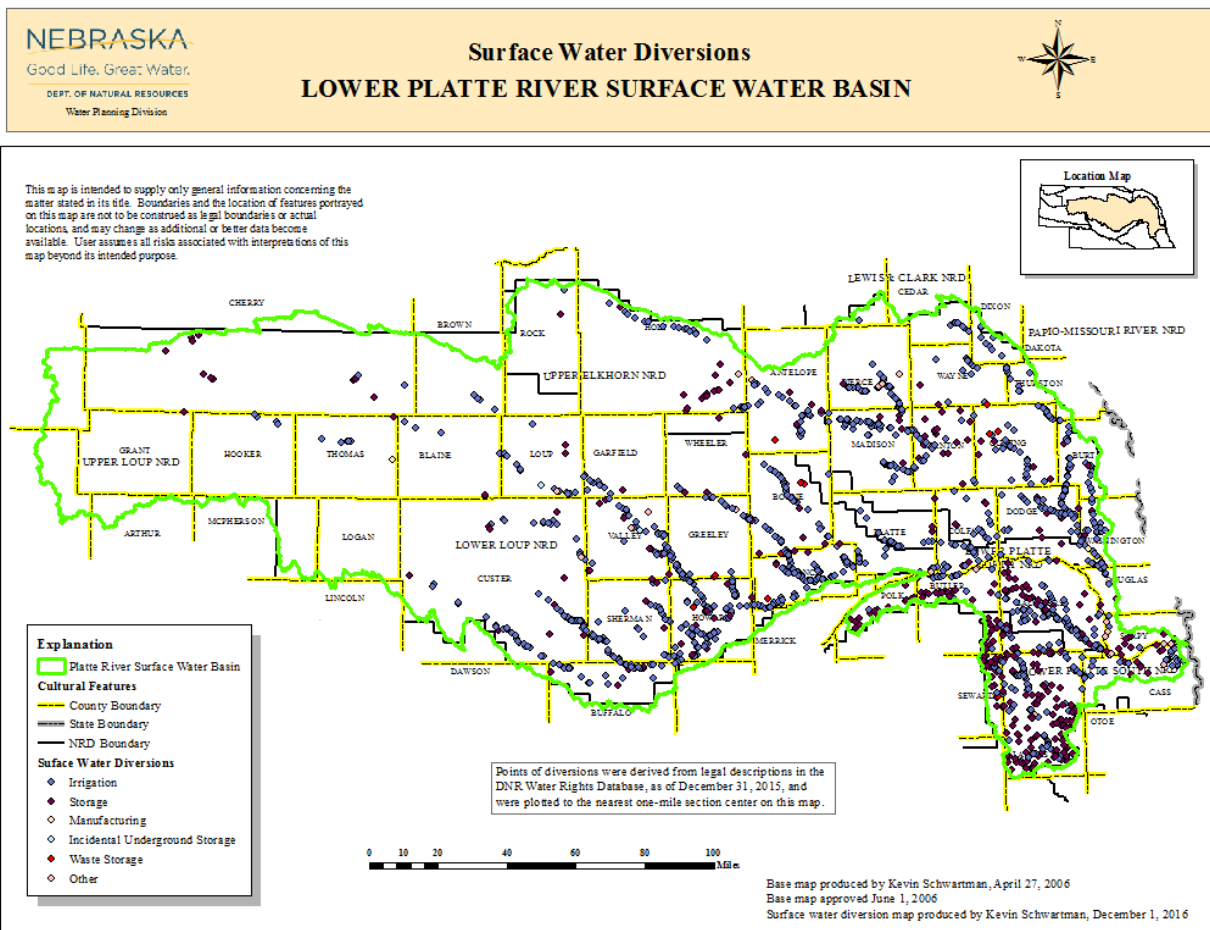 NEBRASKA
Good Life. Great Water.
DEPT. OF NATURAL RESOURCES
Water Planning Division
Surface Water Diversions
LOWER PLATTE RIVER SURFACE WATER BASIN
N
W
E
S
This map is intended to supply only general information concerning the
matter stated in its title. Boundaries and the location of features portrayed
on this map are not to be construed as legal boundaries or actual
locations, and may change as additional or better data become
available. User assumes all risks associated with interpretations of this
map beyond its intended purpose.
Location Map
LEWIS & CLARK NRD
CEDAR
CHERRY
DIXON
BROWN
ROCK
HOLT
PAPIO-MISSOURI RIVER NRD
DAKOTA
UPPER ELKHORN NRD
ANTELOPE
PIERCE
WAYNE
THURSTON
GRANT
UPPER LOUP NRD
HOOKER
THOMAS
BLAINE
LOUP
GARFIELD
WHEELER
MADISON
BURT
ARTHUR
MCPHERSON
LOGAN
LOWER LOUP NRD
VALLEY
GREELEY
BOONE
PLATTE
DODGE
WASHINGTON
LOWER PLATTE
CUSTER
LINCOLN
SHERMAN
HOWARD
MERRICK
POLK
BUTLER
DAWSON
BUFFALO
SEWARD
SARPY
LOWER PLATTE SOUTH NRD
CASS
OTOE
Explanation
Platte River Surface Water Basin
Cultural Features
County Boundary
State Boundary
NRD Boundary
Suface Water Diversions
Irrigation
Storage
Manufacturing
Incidental Underground Storage
Waste Storage
Other
Points of diversions were derived from legal descriptions in the
DNR Water Rights Database, as of December 31, 2015, and
were plotted to the nearest one-mile section center on this map.
0 10 20 40 60 80 100
Miles
Base map produced by Kevin Schwartman, April 27, 2006
Base map approved June 1, 2006
Surface water diversion map produced by Kevin Schwartman, December 1, 2016